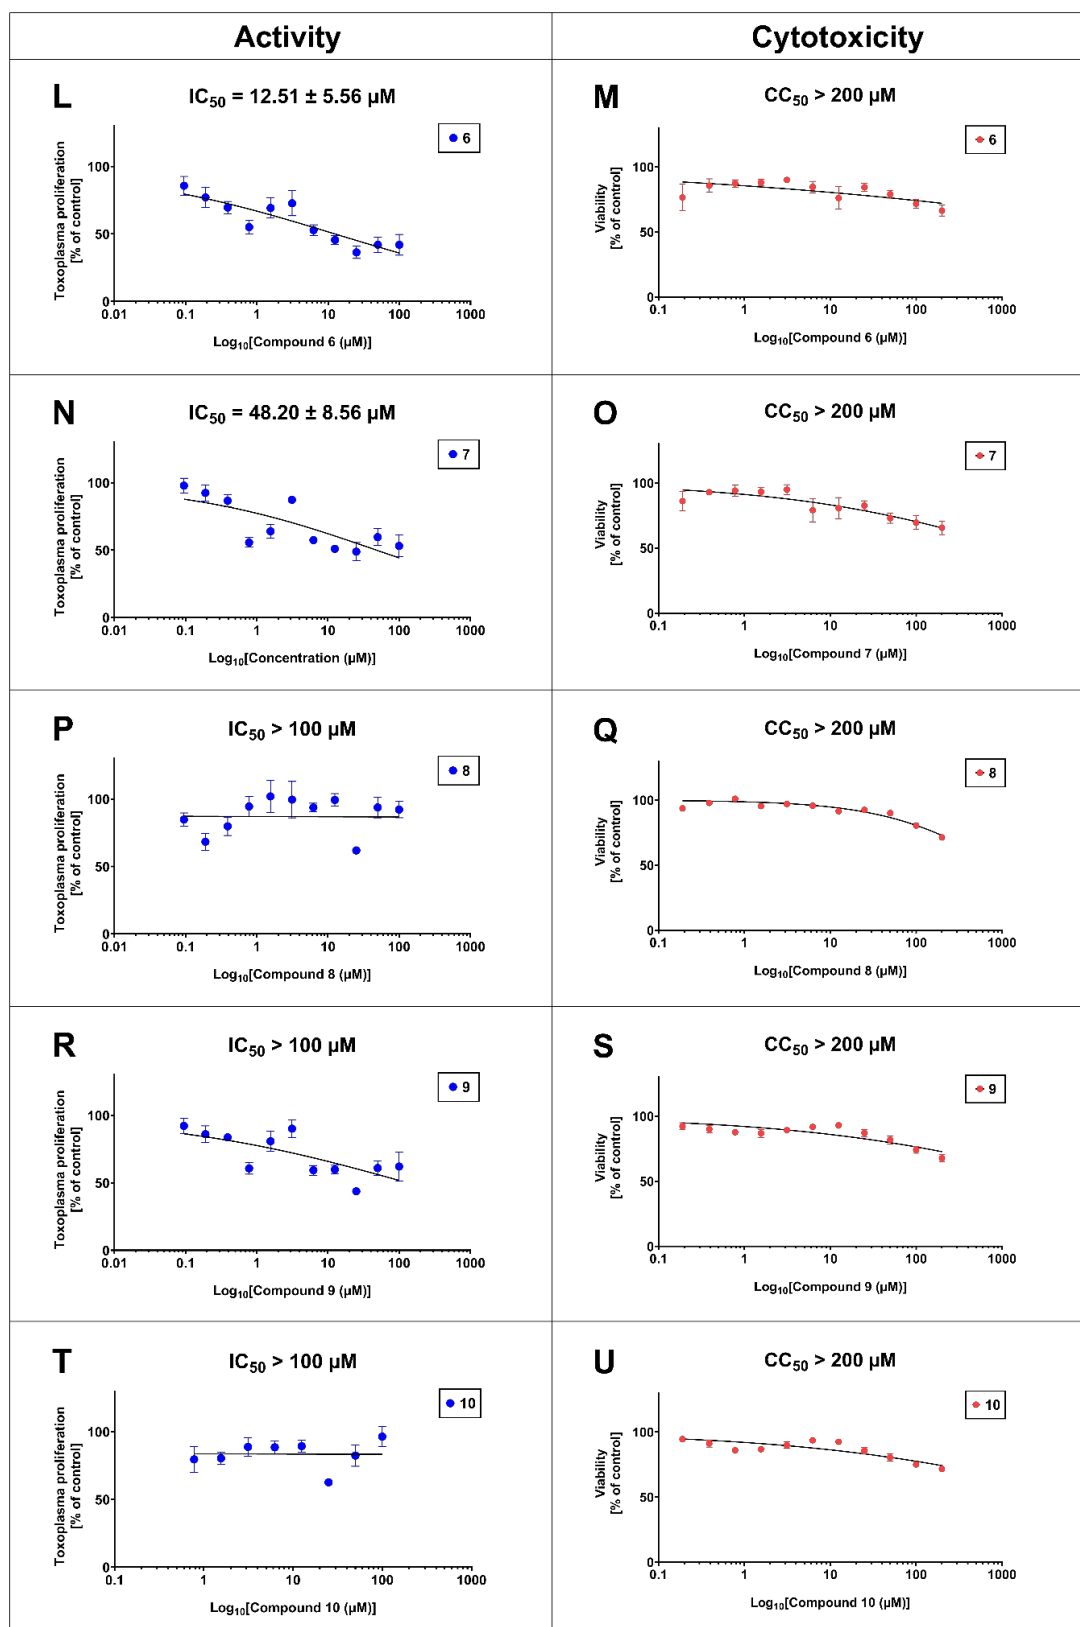 Activity
Cytotoxicity
L
IC50 = 12.51 ± 5.56 µM
6
Toxoplasma proliferation
[% of control]
100
50
0
0.01 0.1 1 10 100 1000
Log10[Compound 6 (µM)]
M
CC50 > 200 µM
6
Viability
[% of control]
100
50
0
0.1 1 10 100 1000
Log10[Compound 6 (µM)]
N
IC50 = 48.20 ± 8.56 µM
7
Toxoplasma proliferation
[% of control]
100
50
0
0.01 0.1 1 10 100 1000
Log10[Concentration (µM)]
O
CC50 > 200 µM
7
Viability
[% of control]
100
50
0
0.1 1 10 100 1000
Log10[Compound 7 (µM)]
P
IC50 > 100 µM
8
Toxoplasma proliferation
[% of control]
100
50
0
0.01 0.1 1 10 100 1000
Log10[Compound 8 (µM)]
Q
CC50 > 200 µM
8
Viability
[% of control]
100
50
0
0.1 1 10 100 1000
Log10[Compound 8 (µM)]
R
IC50 > 100 µM
9
Toxoplasma proliferation
[% of control]
100
50
0
0.01 0.1 1 10 100 1000
Log10[Compound 9 (µM)]
S
CC50 > 200 µM
9
Viability
[% of control]
100
50
0
0.1 1 10 100 1000
Log10[Compound 9 (µM)]
T
IC50 > 100 µM
10
Toxoplasma proliferation
[% of control]
100
50
0
0.1 1 10 100 1000
Log10[Compound 10 (µM)]
U
CC50 > 200 µM
10
Viability
[% of control]
100
50
0
0.1 1 10 100 1000
Log10[Compound 10 (µM)]